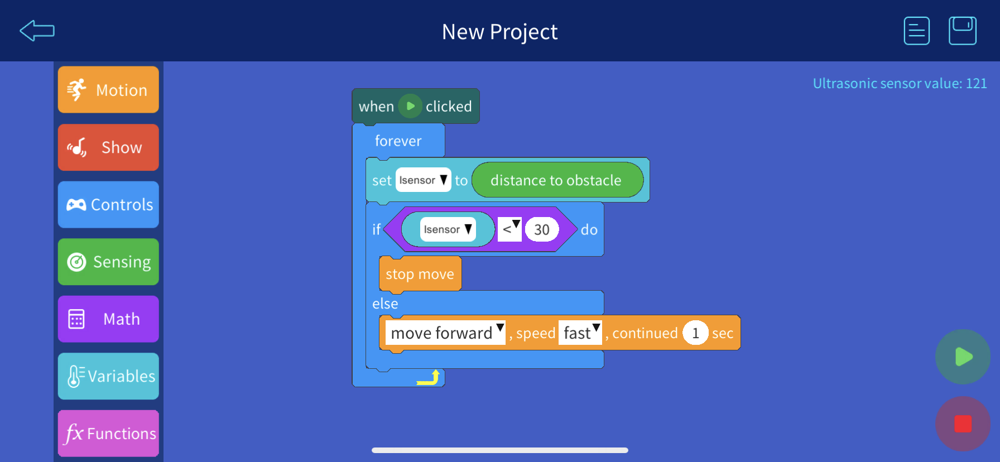 New Project
Motion
Show
Controls
Sensing
Math
Variables
fx Functions
Ultrasonic sensor value: 121
when clicked
forever
set lsensor to distance to obstacle
if lsensor < 30 do
stop move
else
move forward , speed fast , continued 1 sec